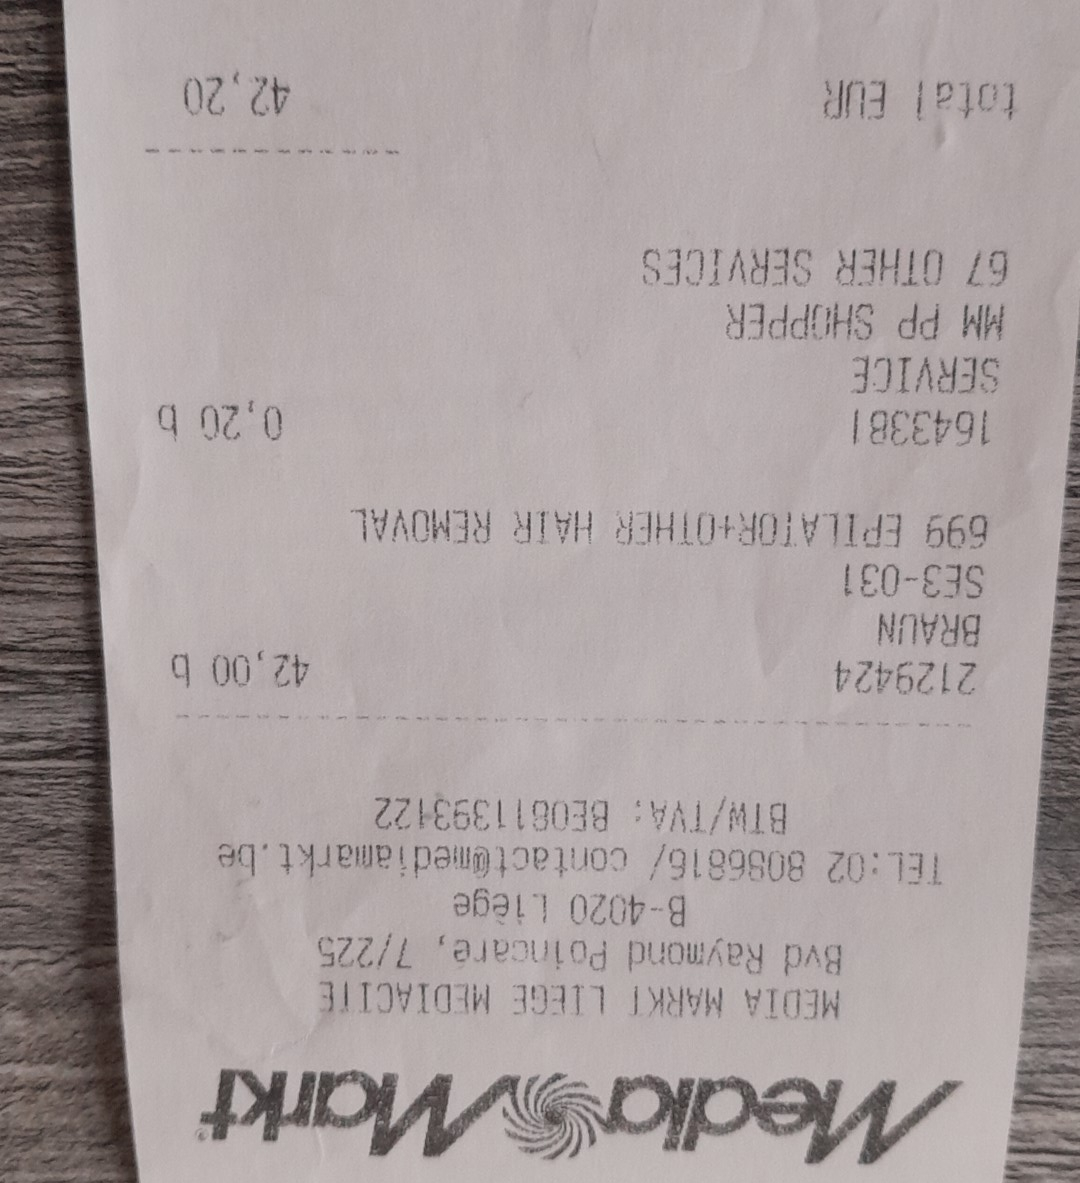 MediaMarkt®
MEDIA MARKT LIEGE MEDIACITE
Bvd Raymond Poincaré, 7/225
B-4020 Liège
TEL:02 8086816/ contact@mediamarkt.be
BTW/TVA: BE0811393122
2129424 42,00 b
BRAUN
SE3-031
699 EPILATOR+OTHER HAIR REMOVAL
1643381 0,20 b
SERVICE
MM PP SHOPPER
67 OTHER SERVICES
total EUR 42,20